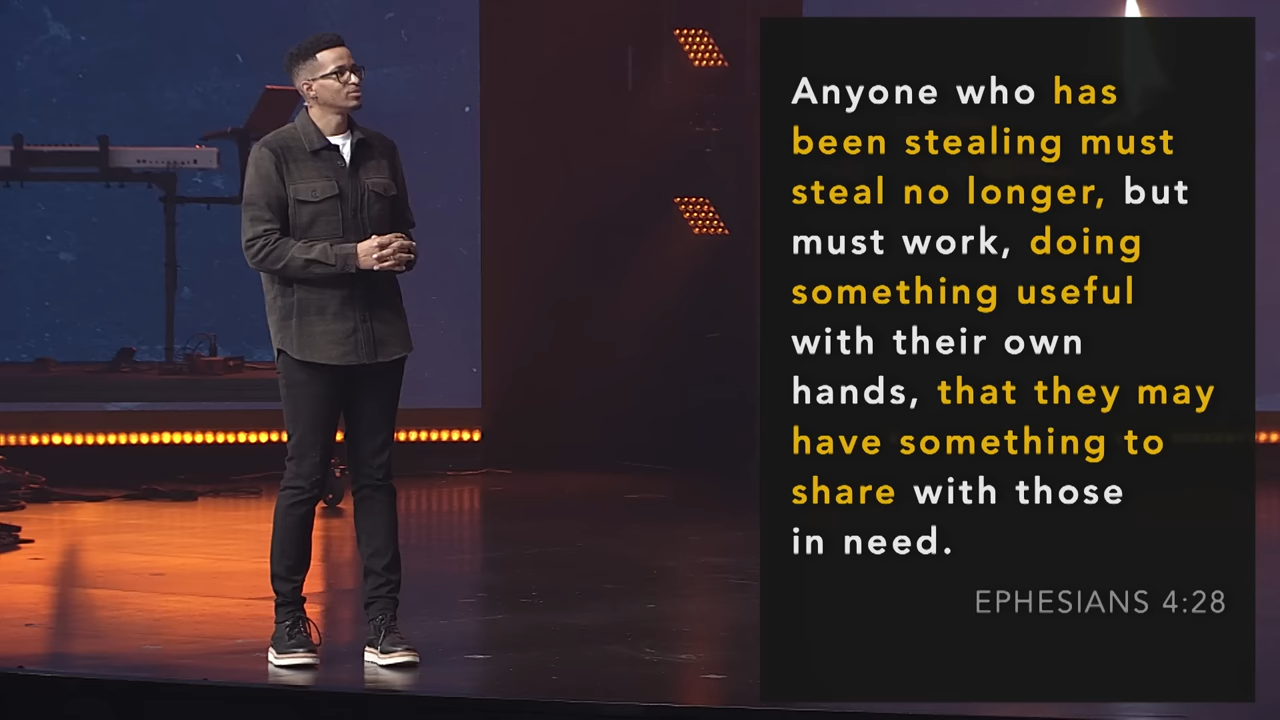 Anyone who has
been stealing must
steal no longer, but
must work, doing
something useful
with their own
hands, that they may
have something to
share with those
in need.
EPHESIANS 4:28